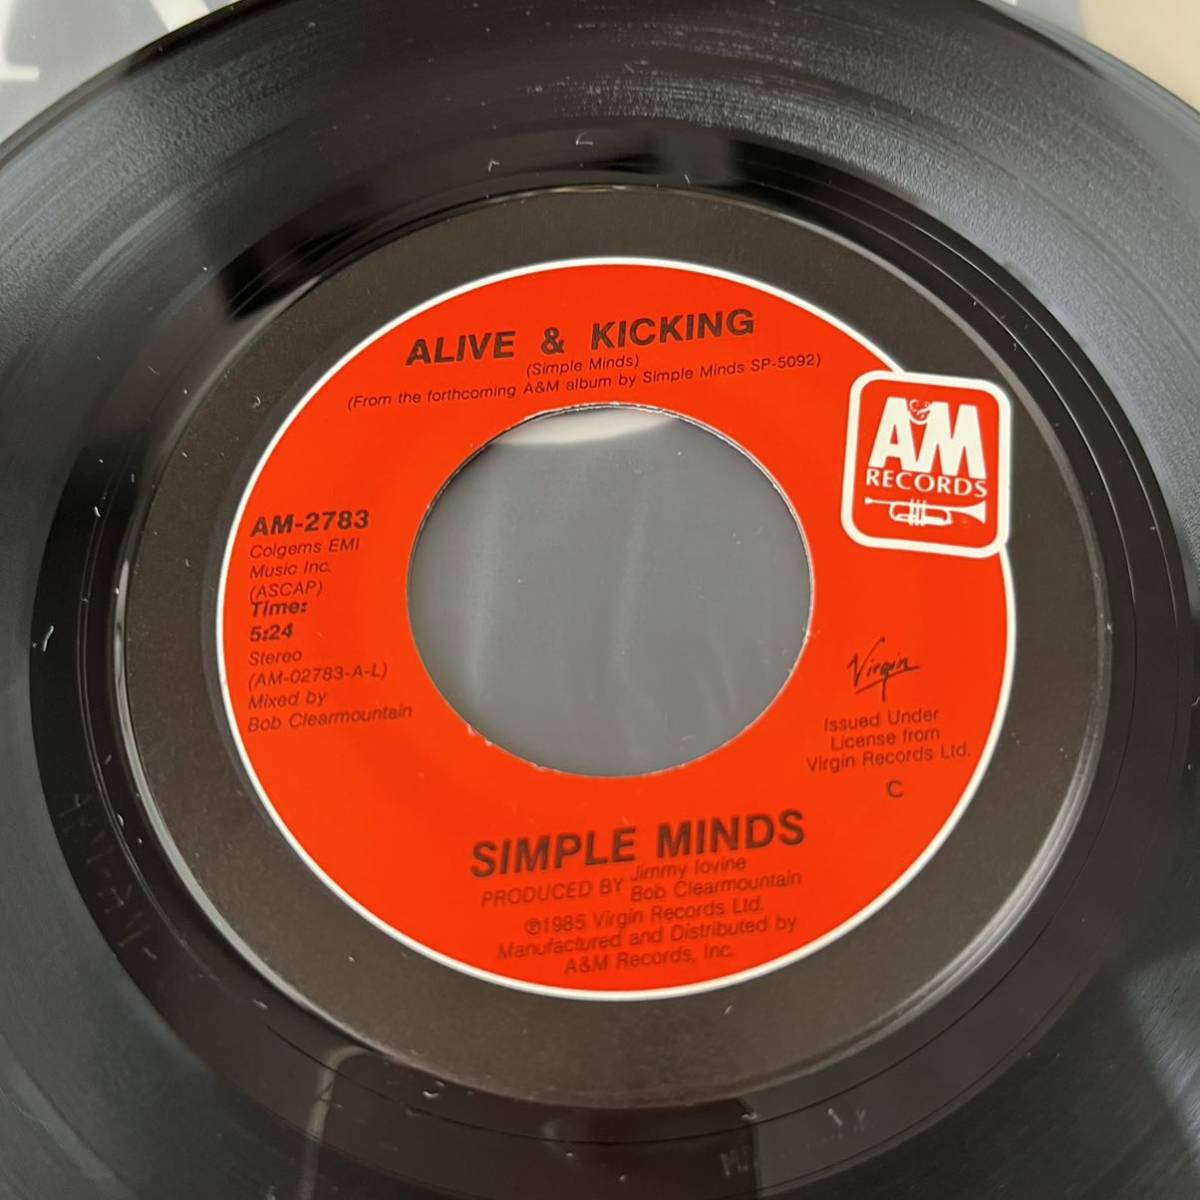 ALIVE & KICKING
(Simple Minds)
(From the forthcoming A&M album by Simple Minds SP-5092)
A&M
RECORDS
AM-2783
Colgems EMI
Music Inc.
(ASCAP)
Time:
5:24
Stereo
(AM-02783-A-L)
Mixed by
Bob Clearmountain
Virgin
Issued Under
License from
Virgin Records Ltd.
C
SIMPLE MINDS
PRODUCED BY Jimmy Iovine
Bob Clearmountain
℗1985 Virgin Records Ltd.
Manufactured and Distributed by
A&M Records, Inc.